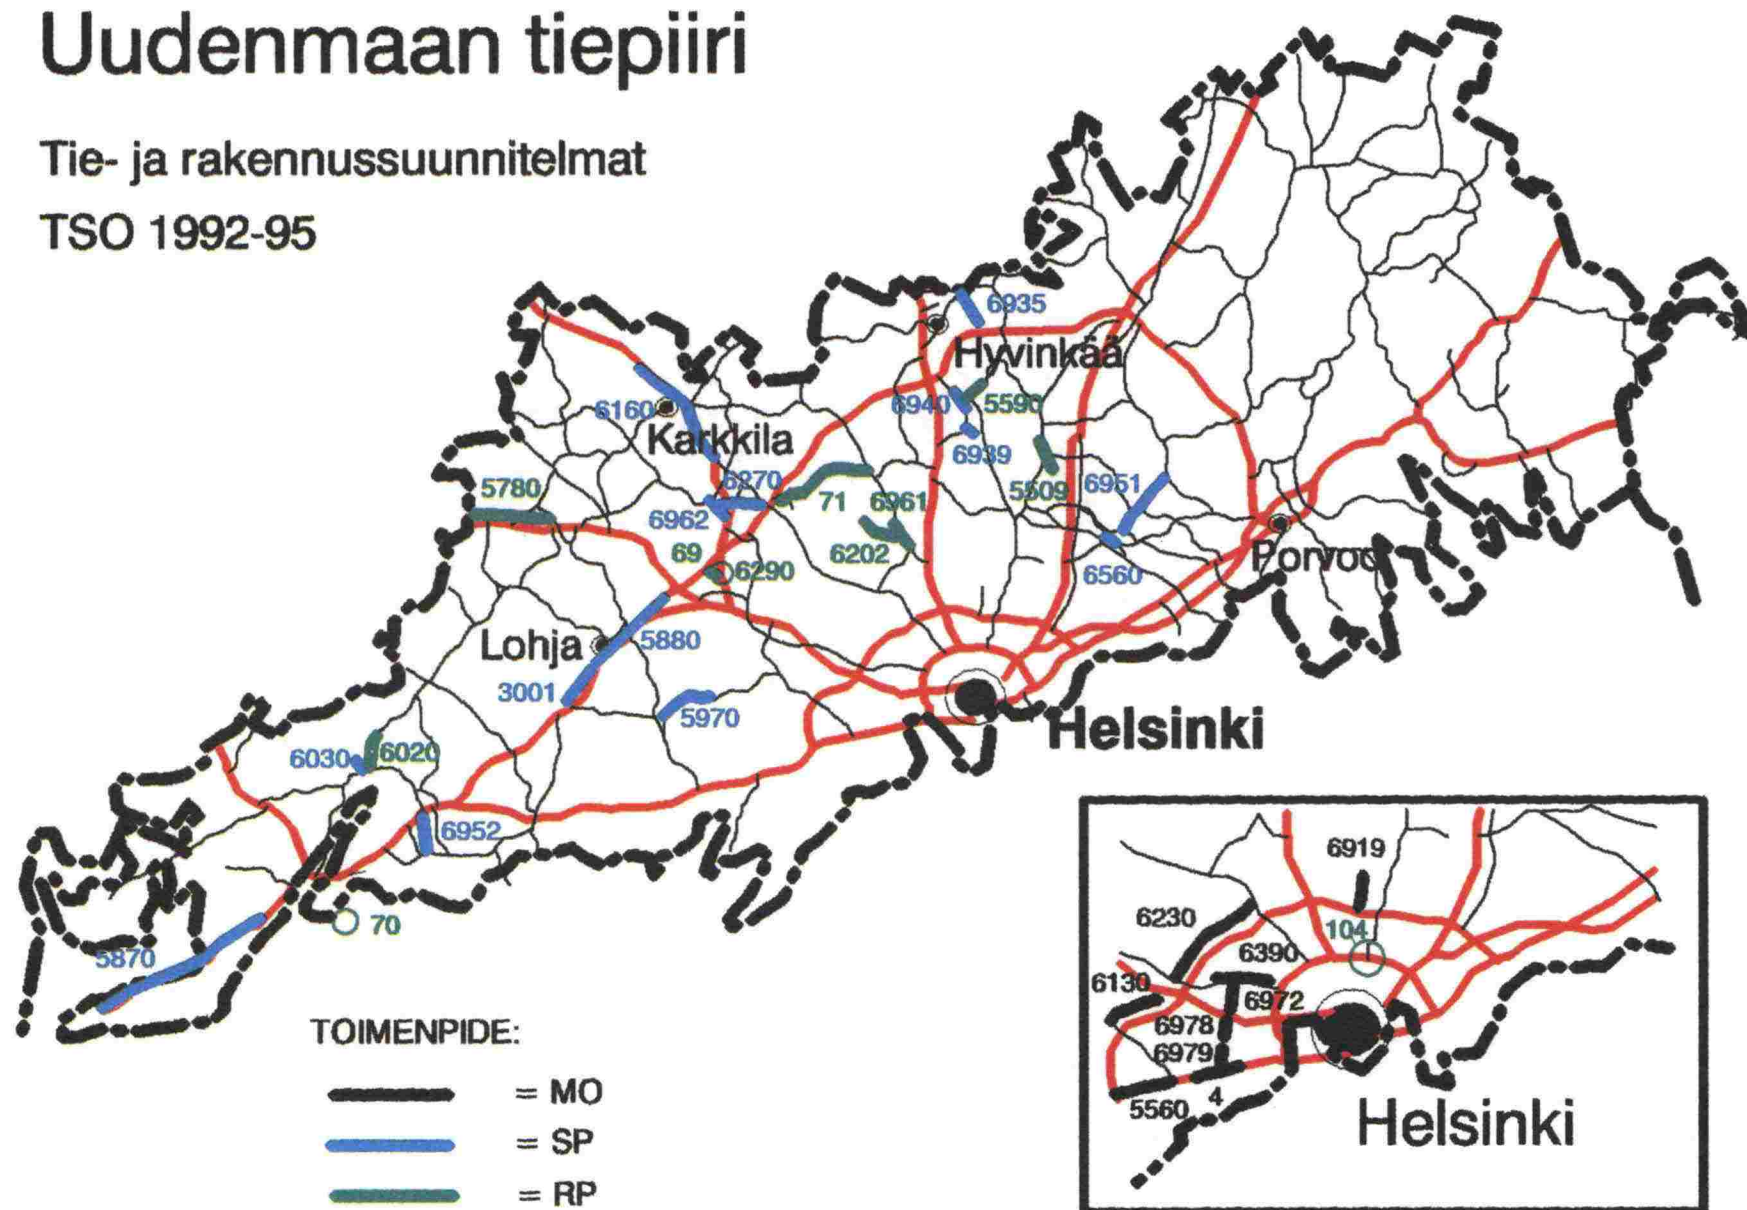 Uudenmaan tiepiiri
Tie- ja rakennussuunnitelmat
TSO 1992-95
6935
Hyvinkää
6940
5590
6160
Karkkila
6939
6270
5780
71
6961
5509
6951
6962
69
6290
6202
6560
Porvoo
Lohja
5880
3001
5970
Helsinki
6030
6020
6952
70
5870
6919
6230
104
6390
6130
6972
6978
6979
5560
4
Helsinki
TOIMENPIDE:
= MO
= SP
= RP